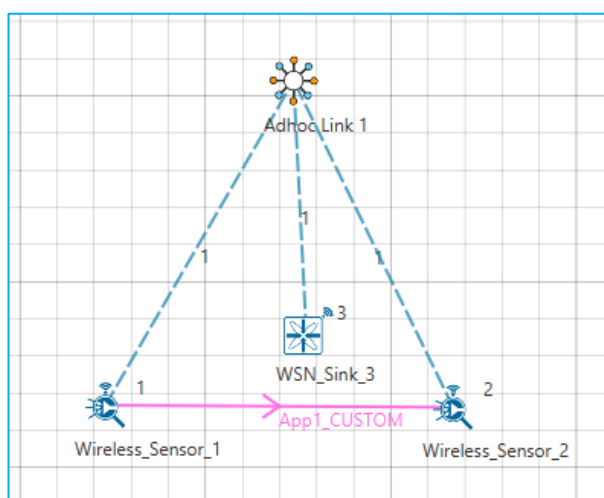 Adhoc Link 1
1
1
1
3
WSN_Sink_3
1
2
App1_CUSTOM
Wireless_Sensor_1
Wireless_Sensor_2